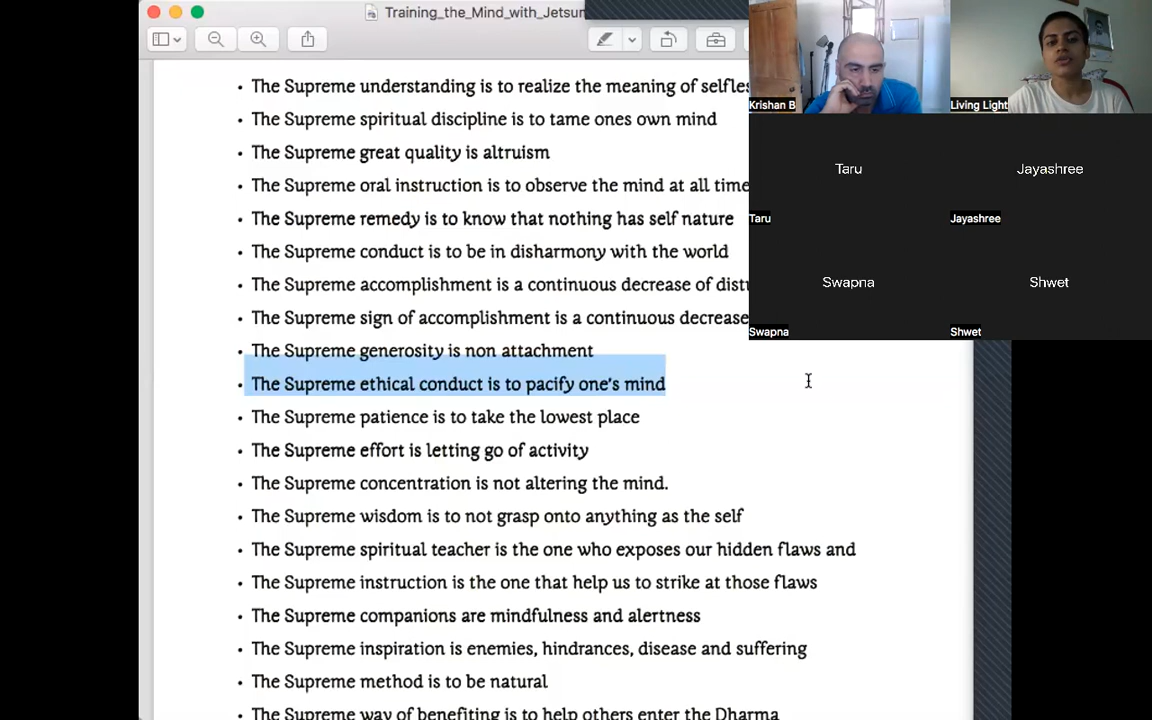 Training_the_Mind_with_Jetsun
• The Supreme understanding is to realize the meaning of selfles
• The Supreme spiritual discipline is to tame ones own mind
• The Supreme great quality is altruism
• The Supreme oral instruction is to observe the mind at all time
• The Supreme remedy is to know that nothing has self nature
• The Supreme conduct is to be in disharmony with the world
• The Supreme accomplishment is a continuous decrease of dist
• The Supreme sign of accomplishment is a continuous decrease
• The Supreme generosity is non attachment
• The Supreme ethical conduct is to pacify one's mind
• The Supreme patience is to take the lowest place
• The Supreme effort is letting go of activity
• The Supreme concentration is not altering the mind.
• The Supreme wisdom is to not grasp onto anything as the self
• The Supreme spiritual teacher is the one who exposes our hidden flaws and
• The Supreme instruction is the one that help us to strike at those flaws
• The Supreme companions are mindfulness and alertness
• The Supreme inspiration is enemies, hindrances, disease and suffering
• The Supreme method is to be natural
• The Supreme way of benefiting is to help others enter the Dharma
Krishan B
Living Light
Taru
Jayashree
Taru
Jayashree
Swapna
Shwet
Swapna
Shwet